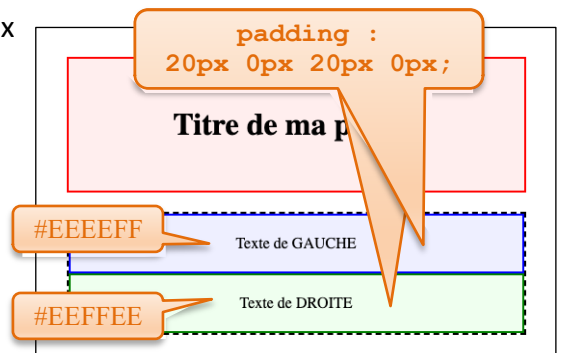 x
padding :
20px 0px 20px 0px;
Titre de ma p
#EEEEFF
Texte de GAUCHE
Texte de DROITE
#EEFFEE